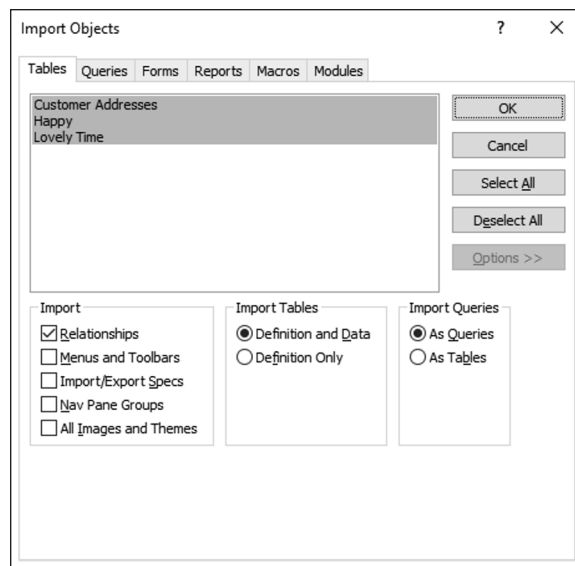 Import Objects ? ×
Tables Queries Forms Reports Macros Modules
Customer Addresses
Happy
Lovely Time
OK
Cancel
Select All
Deselect All
Options >>
Import
Relationships
Menus and Toolbars
Import/Export Specs
Nav Pane Groups
All Images and Themes
Import Tables
Definition and Data
Definition Only
Import Queries
As Queries
As Tables